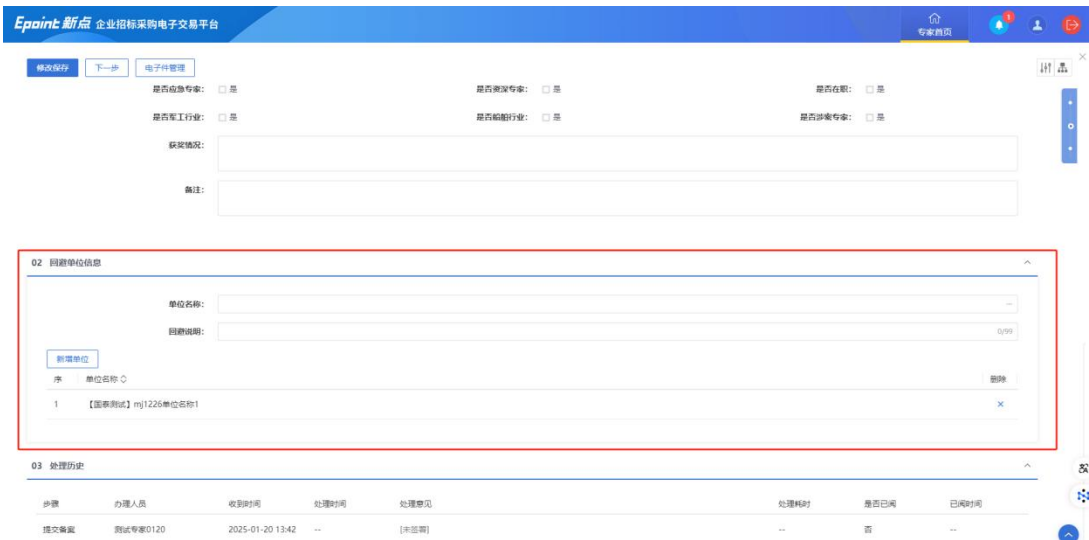 Epoint 新点 企业招标采购电子交易平台
专家首页
1
修改保存 下一步 电子件管理
是否应急专家: 是 是否资深专家: 是 是否在职: 是
是否军工行业: 是 是否船舶行业: 是 是否涉案专家: 是
获奖情况:
备注:
02 回避单位信息
单位名称:
回避说明: 0/99
新增单位
序 单位名称 删除
1 【国泰测试】mj1226单位名称1
03 处理历史
步骤 办理人员 收到时间 处理时间 处理意见 处理耗时 是否已阅 已阅时间
提交备案 测试专家0120 2025-01-20 13:42 -- [未签署] -- 否 --